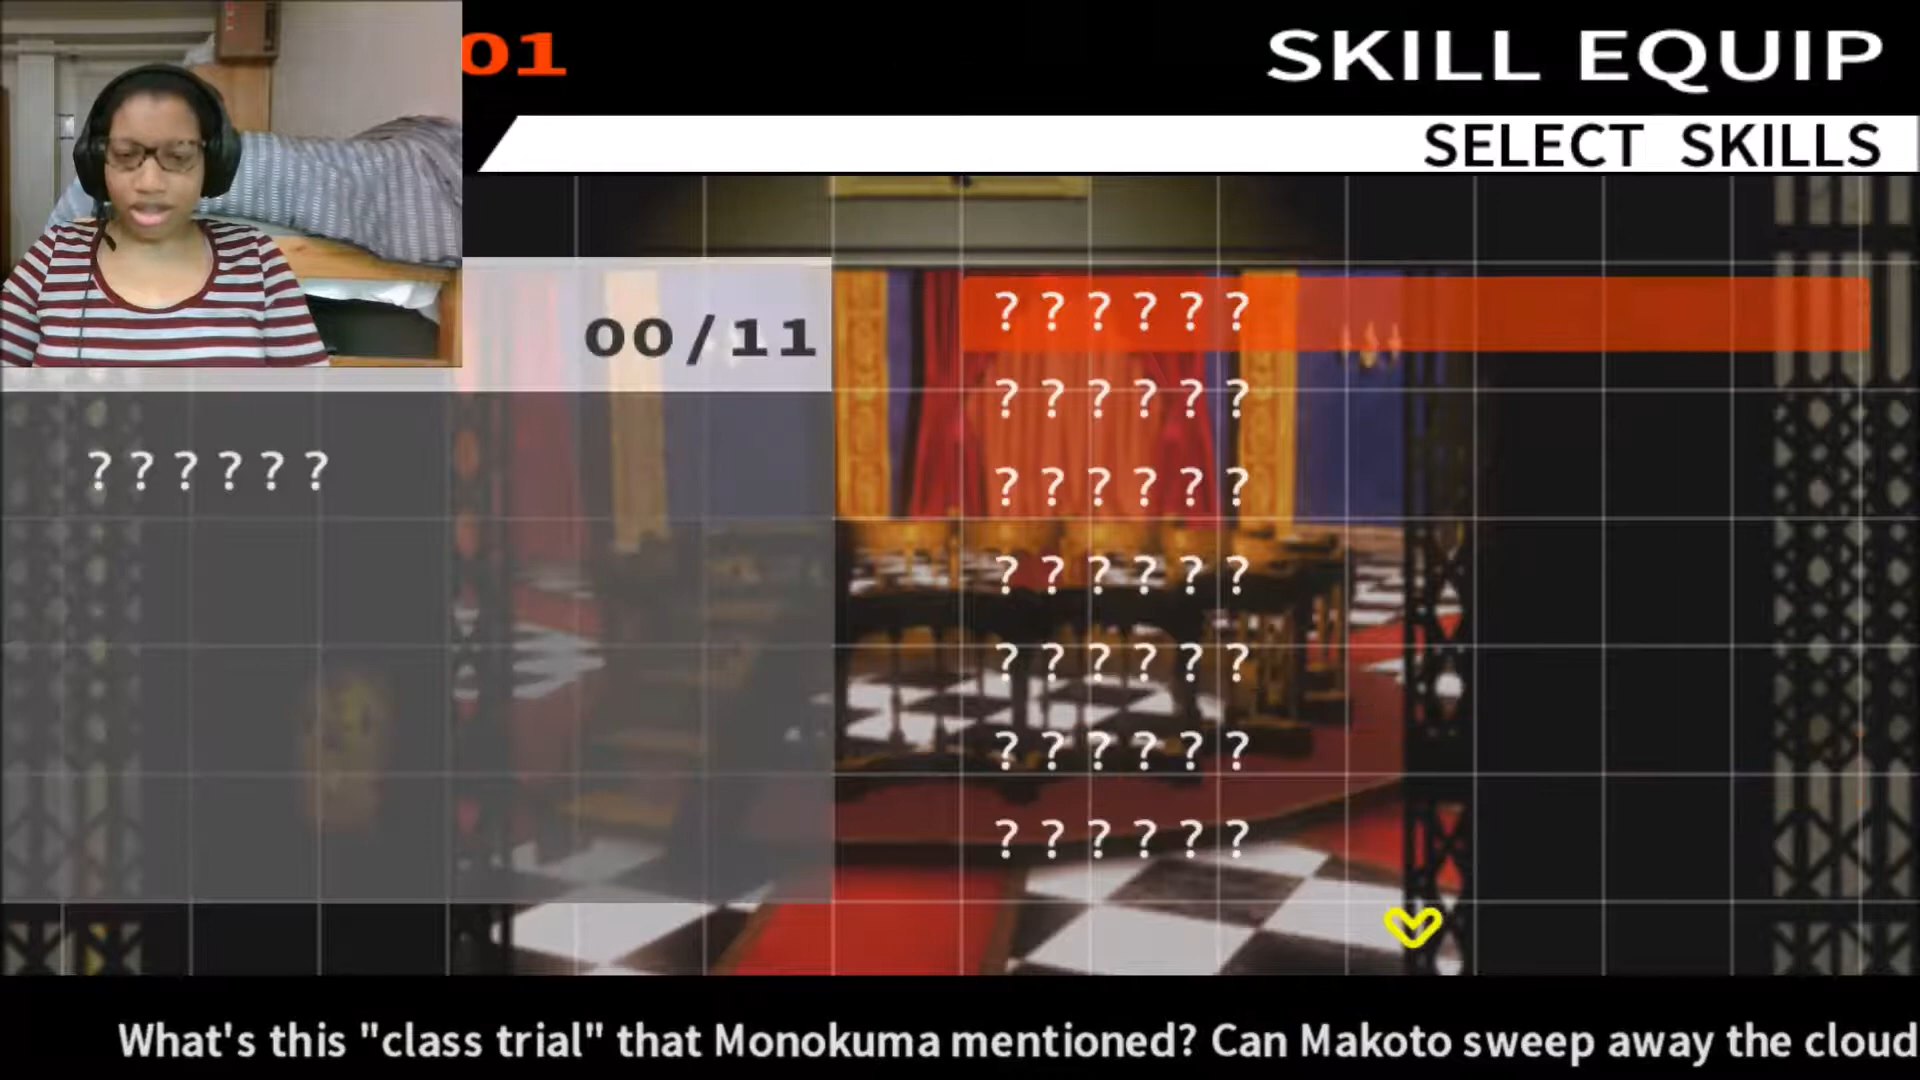 01
SKILL EQUIP
SELECT SKILLS
00/11
? ? ? ? ? ?
? ? ? ? ? ?
? ? ? ? ? ?
? ? ? ? ? ?
? ? ? ? ? ?
? ? ? ? ? ?
? ? ? ? ? ?
? ? ? ? ? ?
What's this "class trial" that Monokuma mentioned? Can Makoto sweep away the cloud